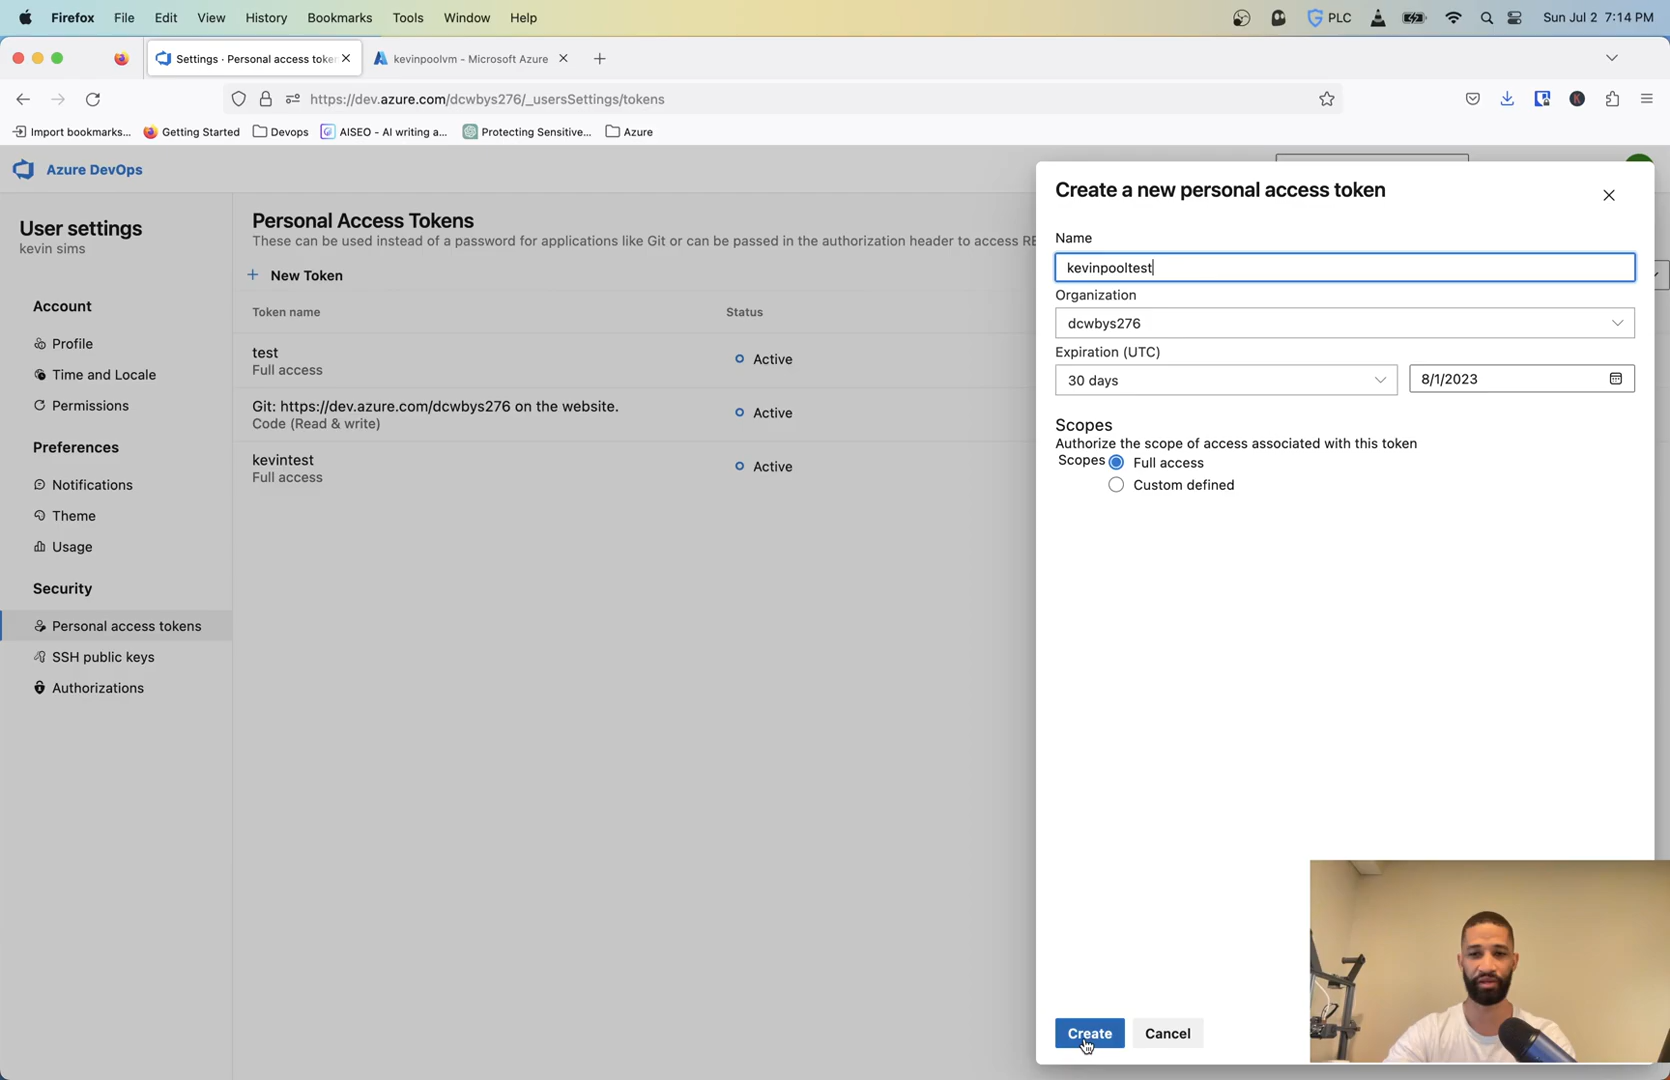 Firefox File Edit View History Bookmarks Tools Window Help PLC Sun Jul 2 7:14 PM
Settings · Personal access toke kevinpoolvm - Microsoft Azure
https://dev.azure.com/dcwbys276/_usersSettings/tokens
Import bookmarks... Getting Started Devops AISEO - AI writing a... Protecting Sensitive... Azure
Azure DevOps
User settings
kevin sims
Account
Profile
Time and Locale
Permissions
Preferences
Notifications
Theme
Usage
Security
Personal access tokens
SSH public keys
Authorizations
Personal Access Tokens
These can be used instead of a password for applications like Git or can be passed in the authorization header to access RE
+ New Token
Token name Status
test
Full access
Active
Git: https://dev.azure.com/dcwbys276 on the website.
Code (Read & write)
Active
kevintest
Full access
Active
Create a new personal access token
Name
kevinpooltest
Organization
dcwbys276
Expiration (UTC)
30 days 8/1/2023
Scopes
Authorize the scope of access associated with this token
Scopes Full access
Custom defined
Create Cancel